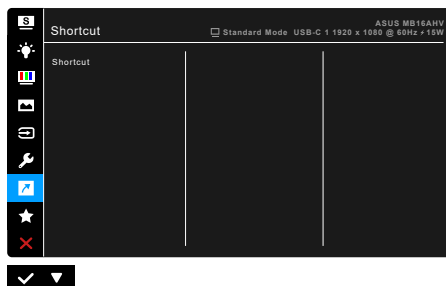 S
Shortcut
ASUS MB16AHV
Standard Mode USB-C 1 1920 x 1080 @ 60Hz ⚡15W
Shortcut